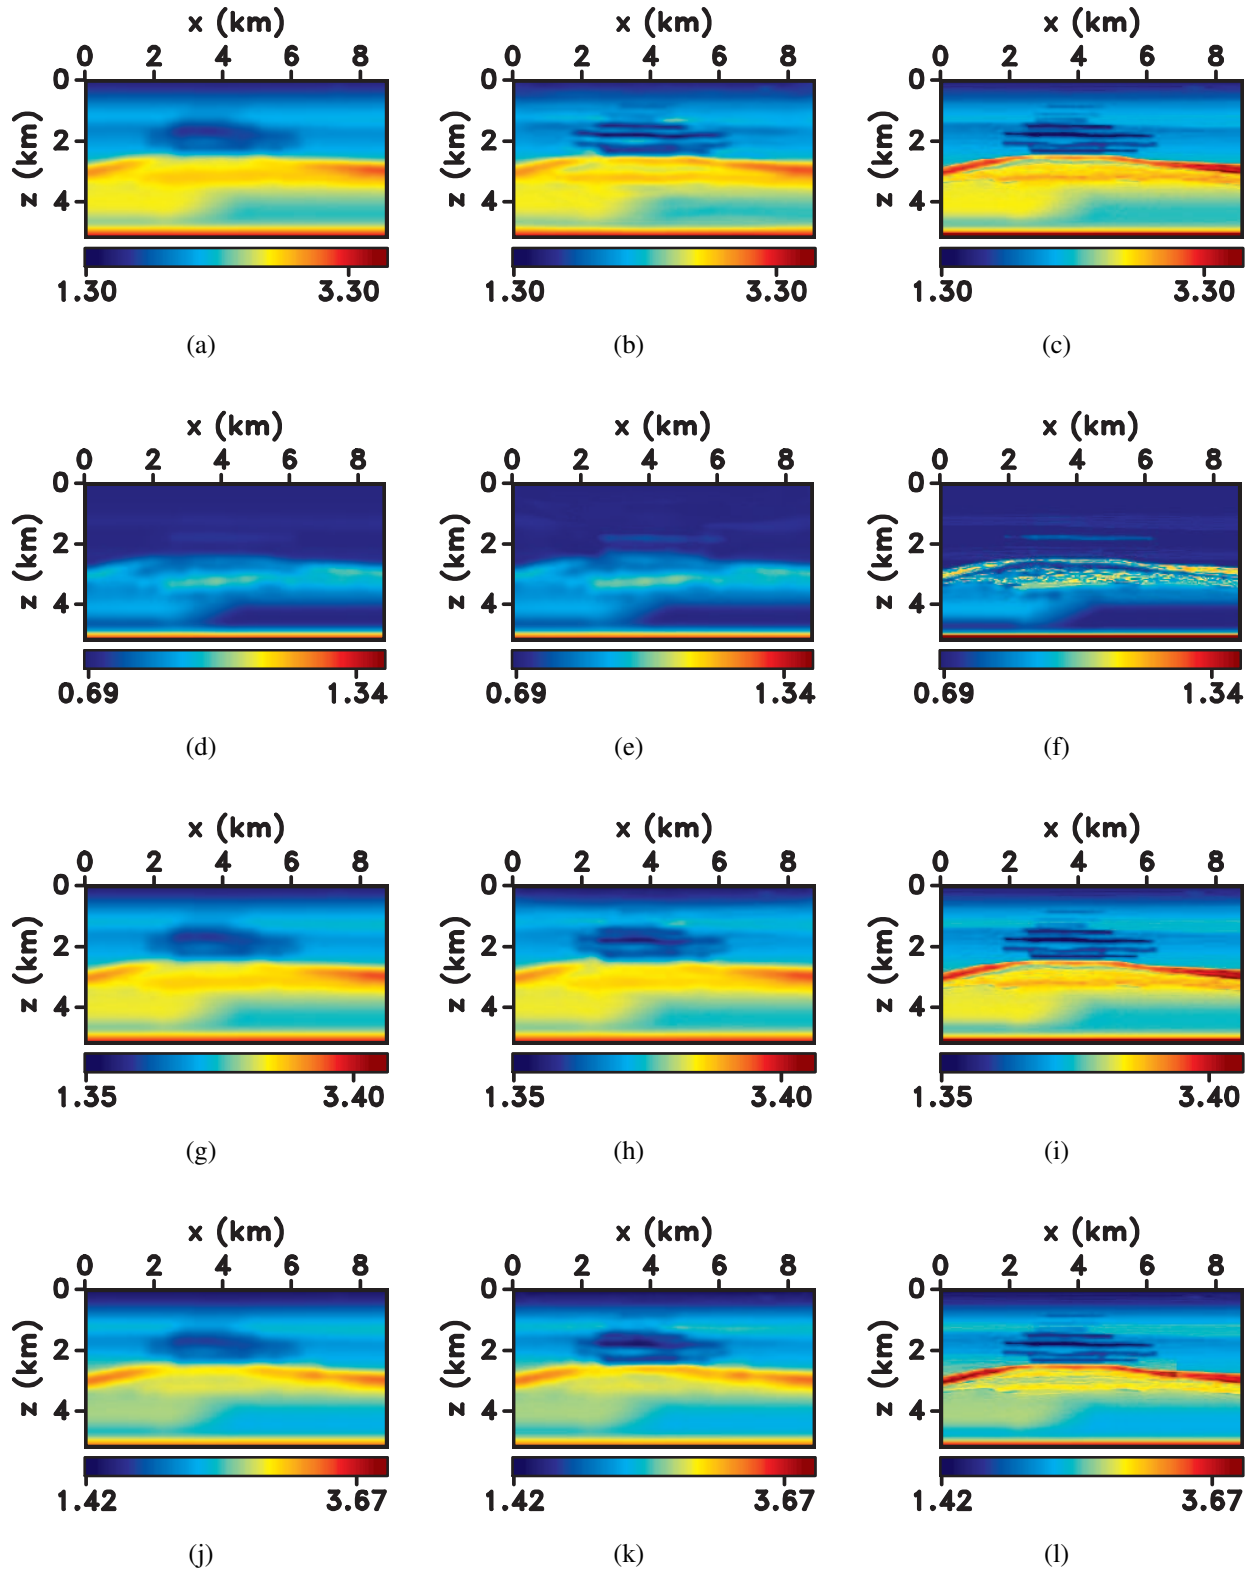 x (km) x (km) x (km)
0 2 4 6 8 0 2 4 6 8 0 2 4 6 8
0 0 0
z (km) z (km) z (km)
2 2 2
4 4 4
1.30 3.30 1.30 3.30 1.30 3.30
(a) (b) (c)
x (km) x (km) x (km)
0 2 4 6 8 0 2 4 6 8 0 2 4 6 8
0 0 0
z (km) z (km) z (km)
2 2 2
4 4 4
0.69 1.34 0.69 1.34 0.69 1.34
(d) (e) (f)
x (km) x (km) x (km)
0 2 4 6 8 0 2 4 6 8 0 2 4 6 8
0 0 0
z (km) z (km) z (km)
2 2 2
4 4 4
1.35 3.40 1.35 3.40 1.35 3.40
(g) (h) (i)
x (km) x (km) x (km)
0 2 4 6 8 0 2 4 6 8 0 2 4 6 8
0 0 0
z (km) z (km) z (km)
2 2 2
4 4 4
1.42 3.67 1.42 3.67 1.42 3.67
(j) (k) (l)